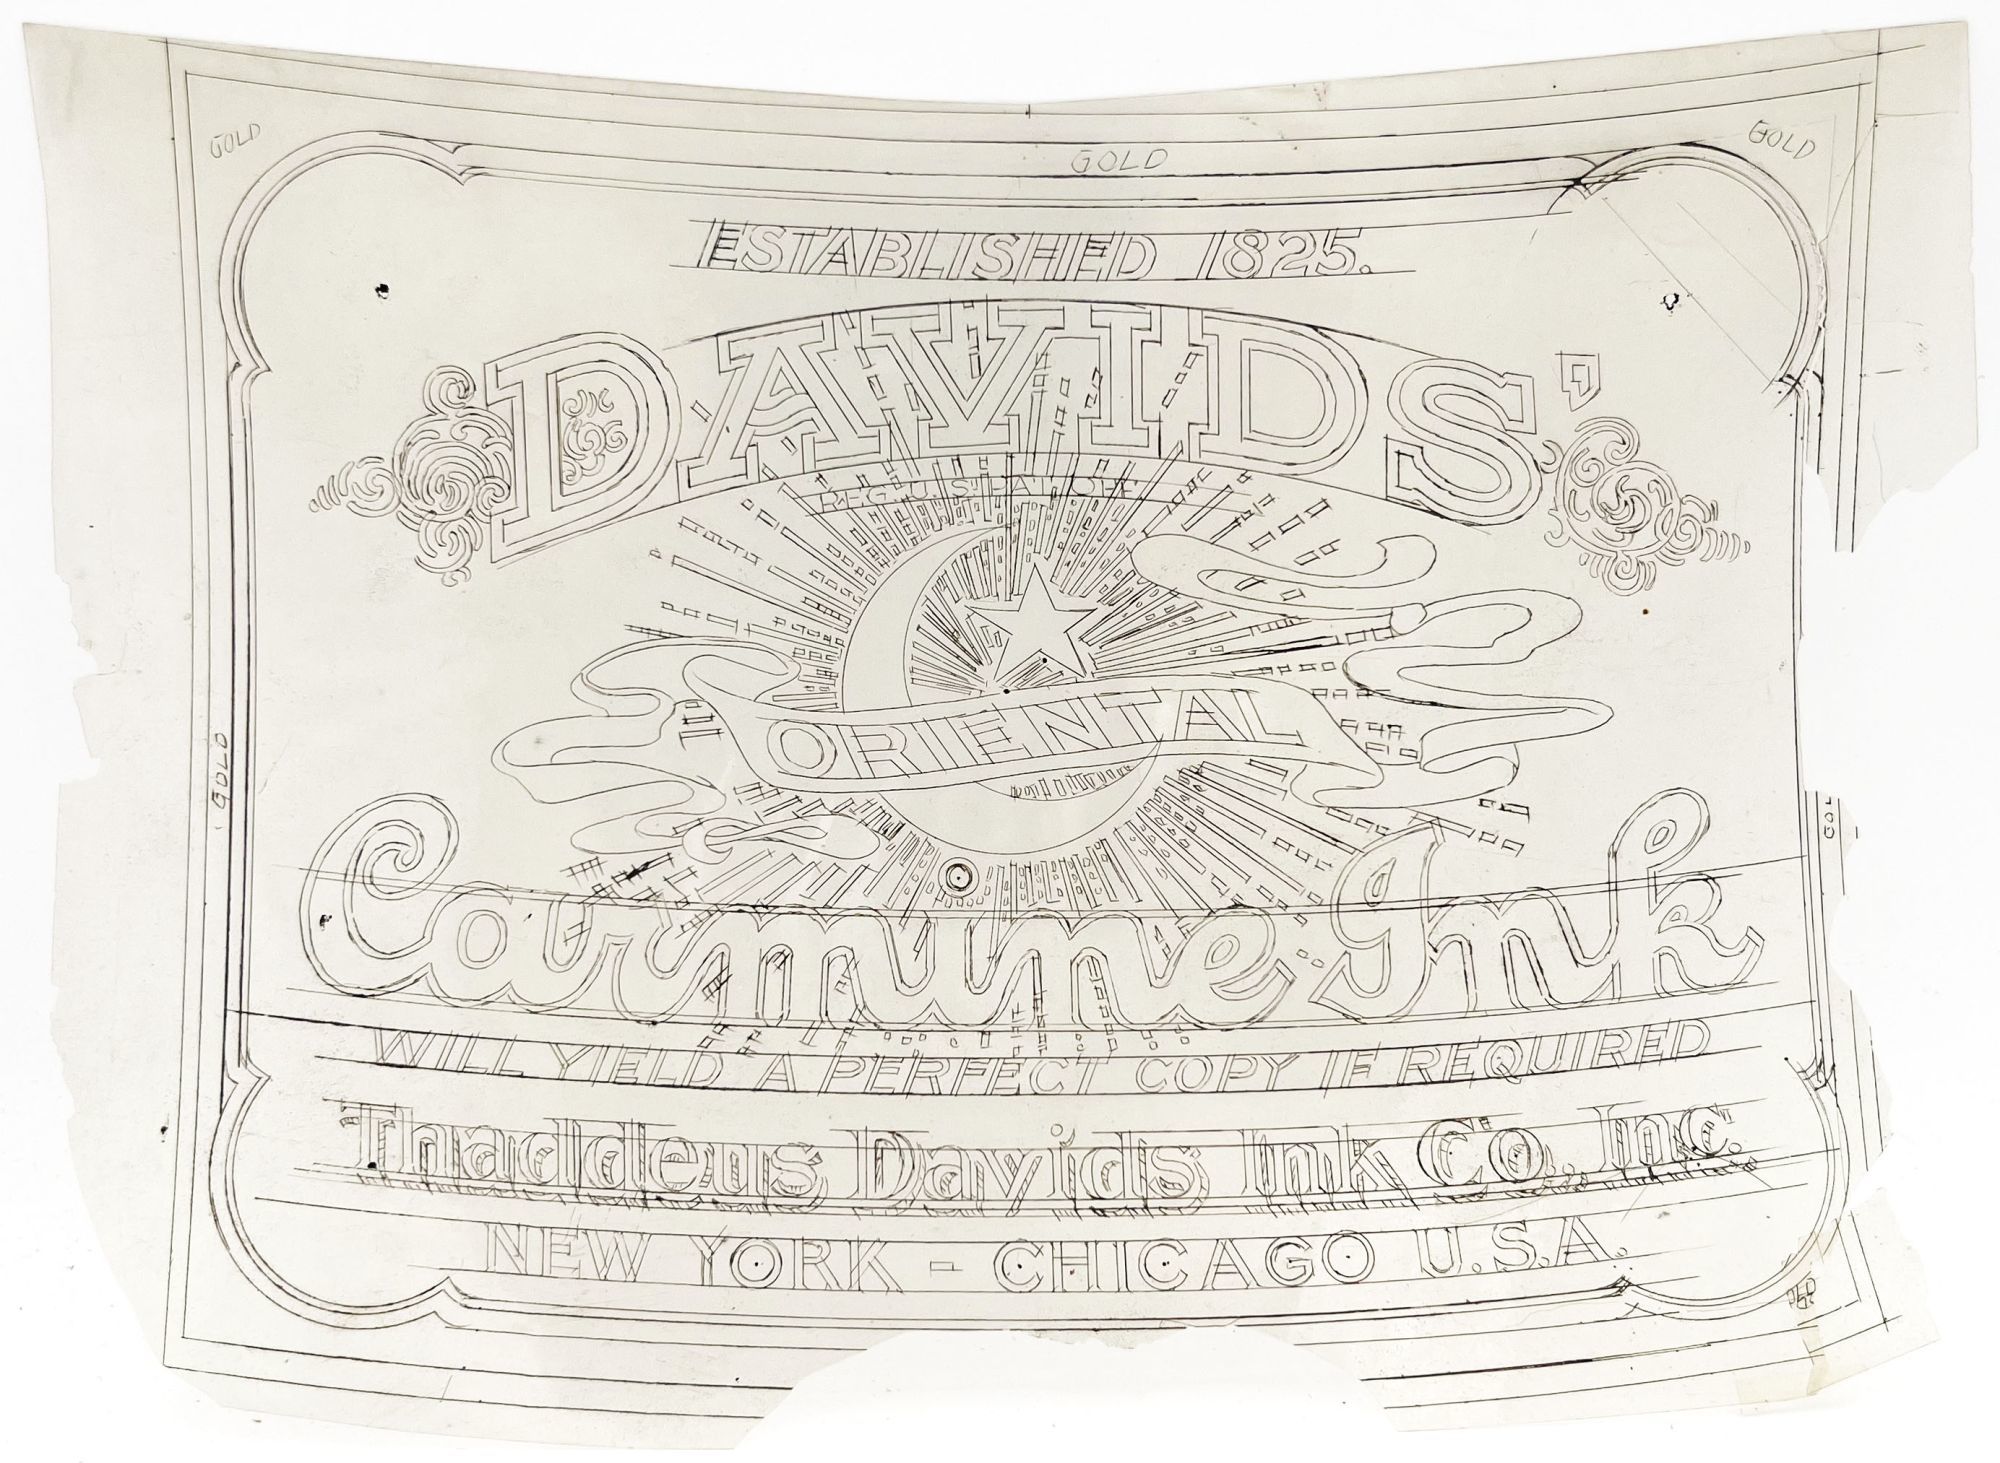 GOLD
GOLD
GOLD
ESTABLISHED 1825.
DAVIDS'
REG. U.S. PAT. OFF.
ORIENTAL
GOLD
Carmine Ink
WILL YIELD A PERFECT COPY IF REQUIRED
Thaddeus Davids Ink Co., Inc.
NEW YORK - CHICAGO U.S.A.